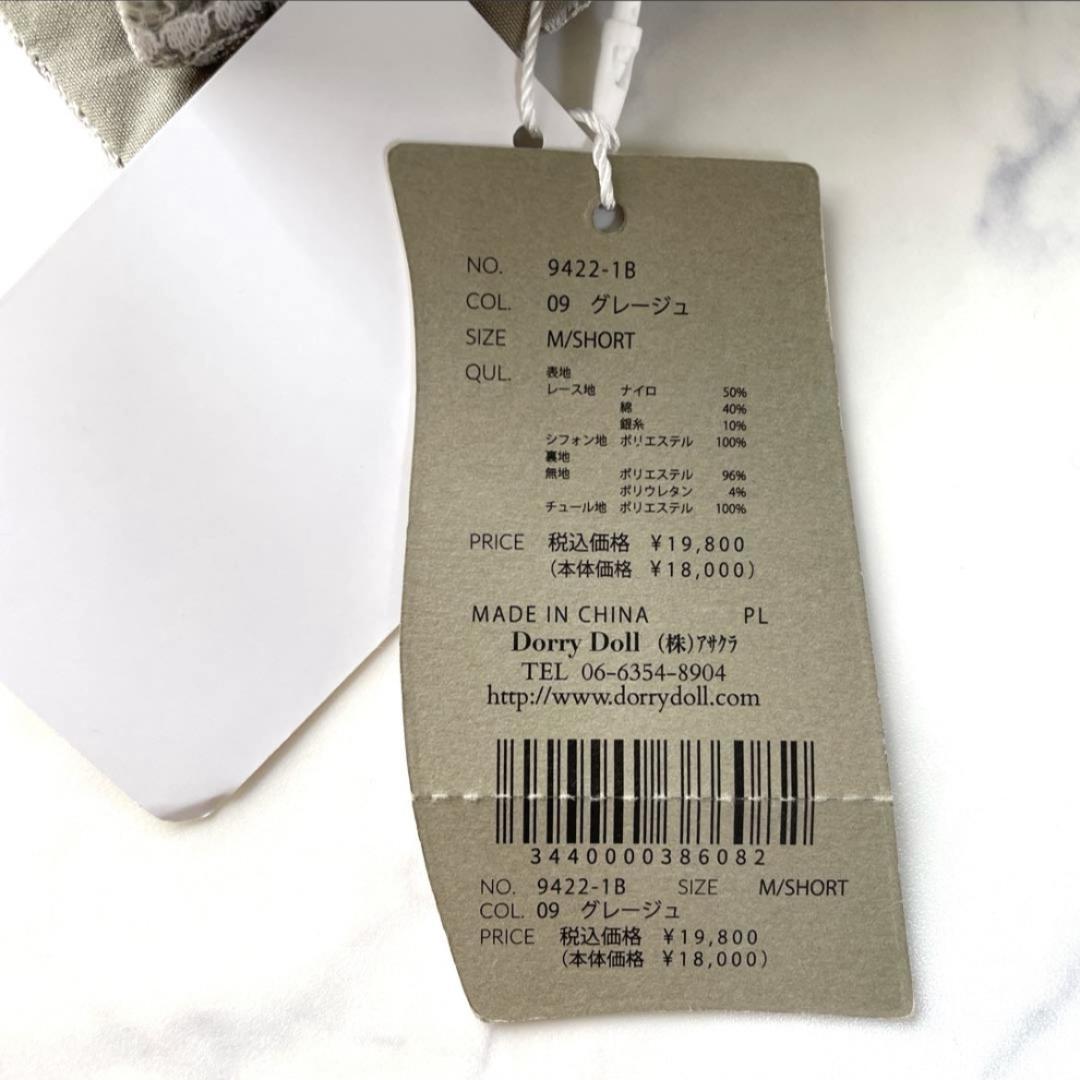 NO. 9422-1B
COL. 09 グレージュ
SIZE M/SHORT
QUL. 表地
レース地 ナイロ 50%
綿 40%
銀糸 10%
シフォン地 ポリエステル 100%
裏地
無地 ポリエステル 96%
ポリウレタン 4%
チュール地 ポリエステル 100%
PRICE 税込価格 ¥19,800
(本体価格 ¥18,000)
MADE IN CHINA PL
Dorry Doll (株)アサクラ
TEL 06-6354-8904
http://www.dorrydoll.com
3440000386082
NO. 9422-1B SIZE M/SHORT
COL. 09 グレージュ
PRICE 税込価格 ¥19,800
(本体価格 ¥18,000)